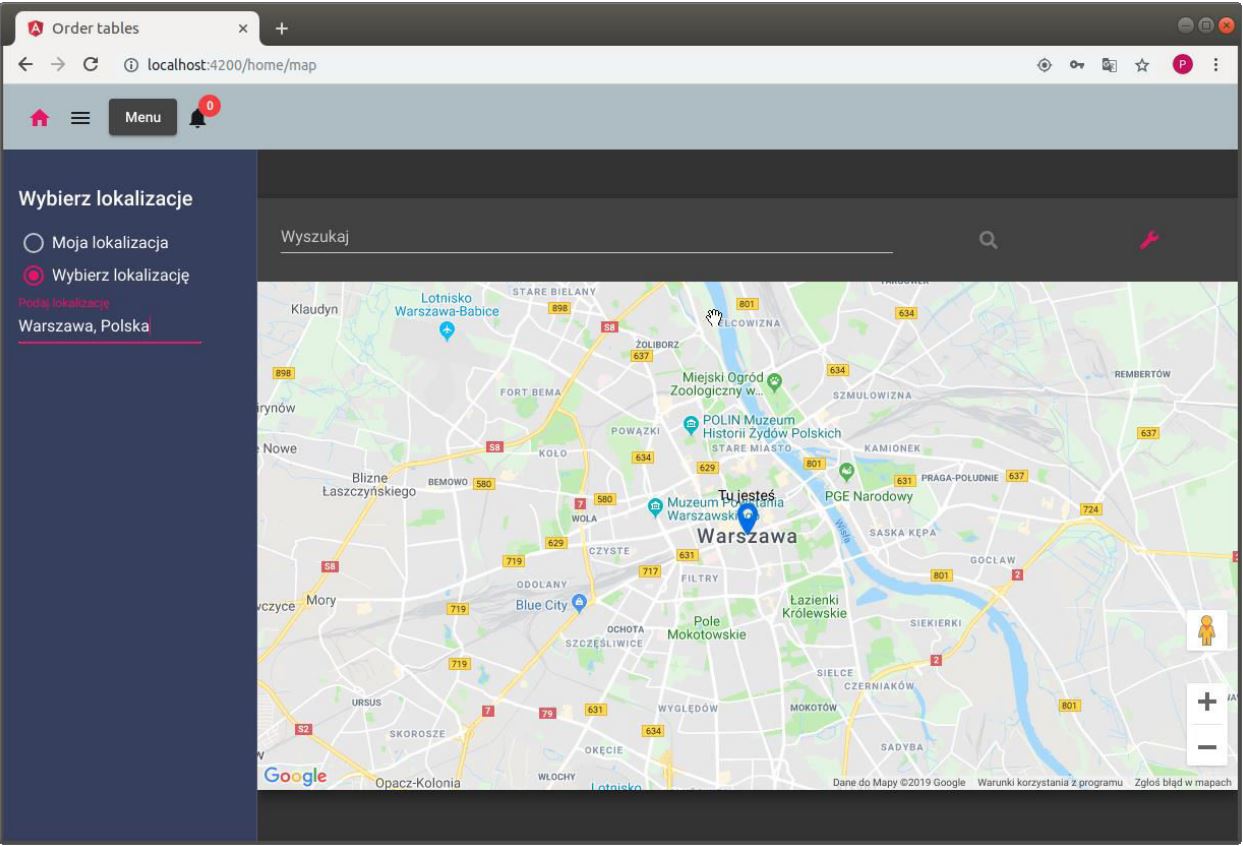 Order tables
localhost:4200/home/map
P
Menu
0
Wybierz lokalizacje
Moja lokalizacja
Wybierz lokalizację
Podaj lokalizację
Warszawa, Polska
Wyszukaj
STARE BIELANY
Klaudyn
Lotnisko
Warszawa-Babice
898
801
634
S8
ŻOLIBORZ
637
898
FORT BEMA
Miejski Ogród
Zoologiczny w...
634
SZMULOWIZNA
REMBERTÓW
POWĄZKI
POLIN Muzeum
Historii Żydów Polskich
637
Nowe
S8
KOŁO
634
STARE MIASTO
KAMIONEK
629
801
Blizne
Łaszczyńskiego
BEMOWO
580
631
PRAGA-POŁUDNIE
637
7
580
Tu jesteś
PGE Narodowy
WOLA
724
Warszawa
Wisła
SASKA KĘPA
629
CZYSTE
631
719
S8
717
FILTRY
GOCŁAW
801
2
ODOLANY
Mory
719
Blue City
Łazienki
Królewskie
Pole
Mokotowskie
OCHOTA
SIEKIERKI
SZCZĘŚLIWICE
719
2
SIELCE
CZERNIAKÓW
URSUS
7
79
631
WYGLĘDÓW
MOKOTÓW
801
S2
SKOROSZE
634
OKĘCIE
SADYBA
Google
Opacz-Kolonia
WŁOCHY
Lotnisko
Dane do Mapy ©2019 Google
Warunki korzystania z programu
Zgłoś błąd w mapach